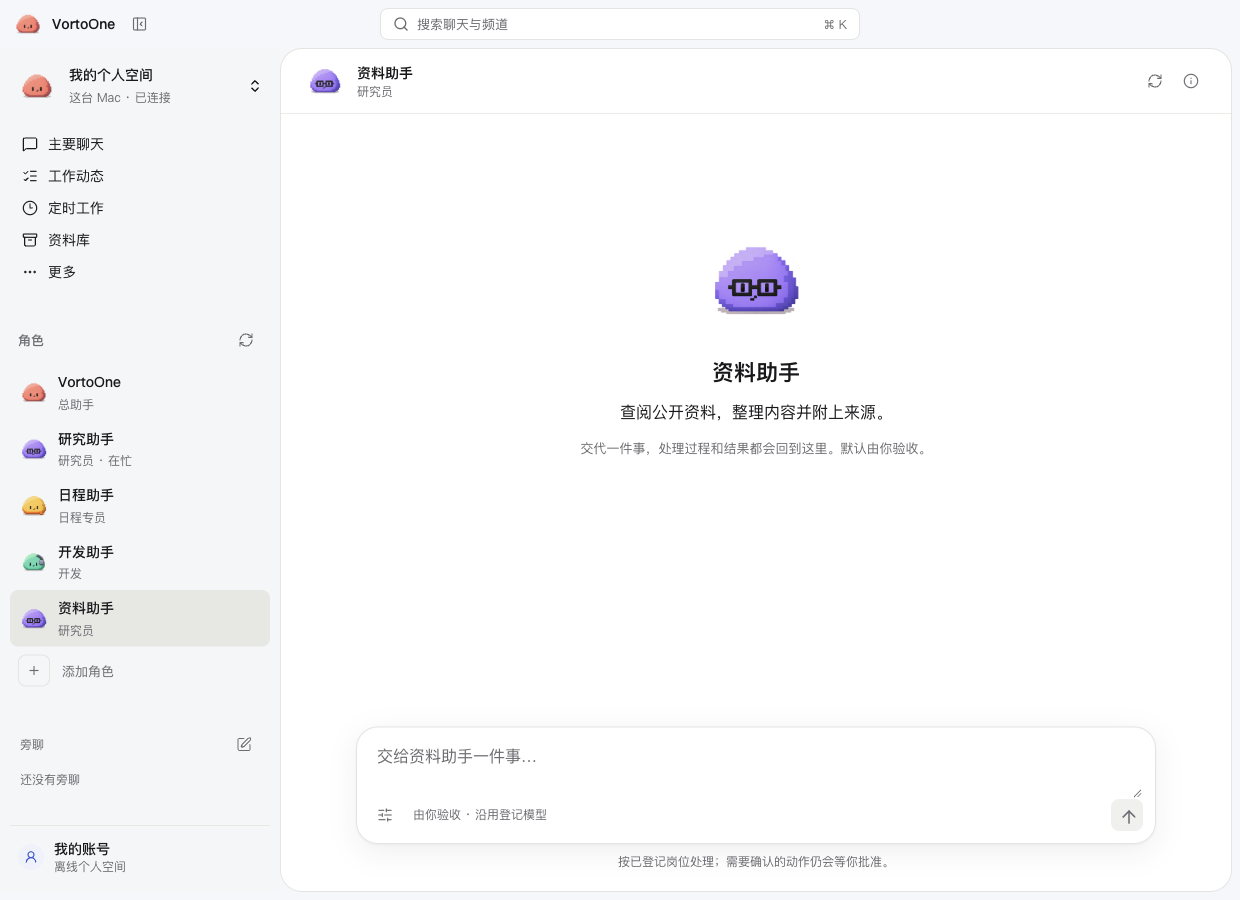 VortoOne
搜索聊天与频道
⌘ K
我的个人空间
这台 Mac · 已连接
主要聊天
工作动态
定时工作
资料库
更多
角色
VortoOne
总助手
研究助手
研究员 · 在忙
日程助手
日程专员
开发助手
开发
资料助手
研究员
添加角色
旁聊
还没有旁聊
我的账号
离线个人空间
资料助手
研究员
资料助手
查阅公开资料，整理内容并附上来源。
交代一件事，处理过程和结果都会回到这里。默认由你验收。
交给资料助手一件事…
由你验收 · 沿用登记模型
按已登记岗位处理；需要确认的动作仍会等你批准。